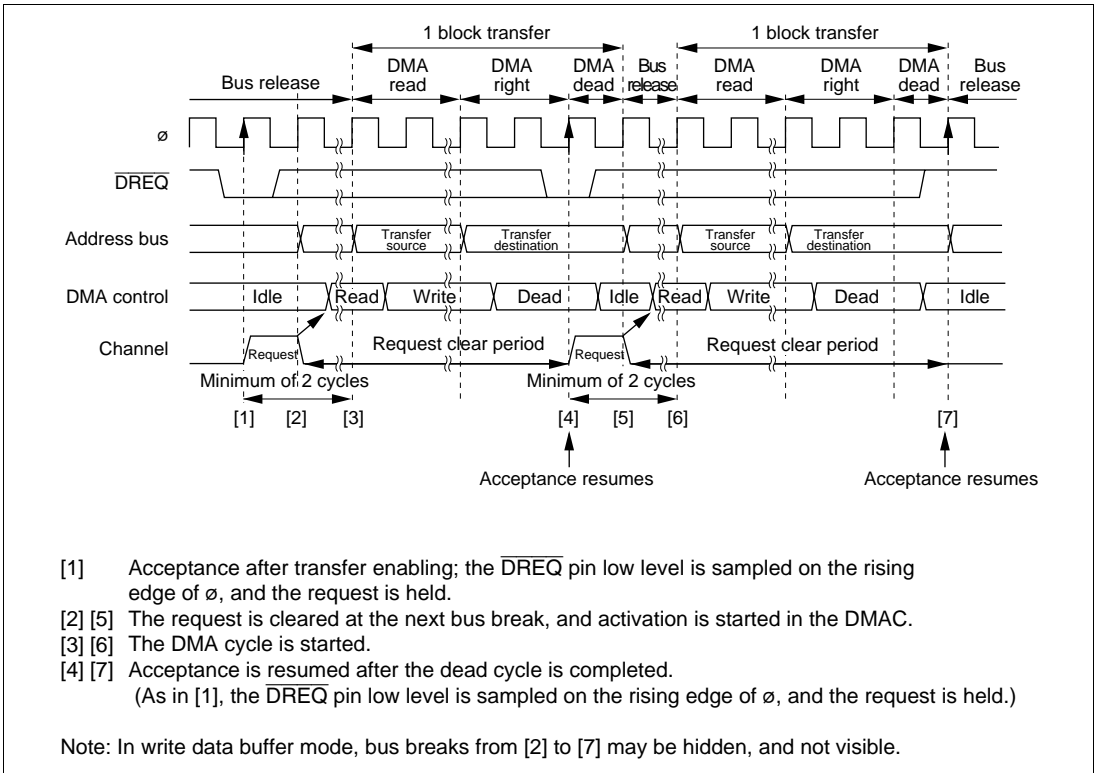 1 block transfer 1 block transfer
DMA DMA DMA Bus DMA DMA DMA Bus
Bus release read right dead release read right dead release
ø
DREQ
Address bus Transfer source Transfer destination Transfer source Transfer destination
DMA control Idle Read Write Dead Idle Read Write Dead Idle
Channel Request Request clear period Request Request clear period
Minimum of 2 cycles Minimum of 2 cycles
[1] [2] [3] [4] [5] [6] [7]
Acceptance resumes Acceptance resumes
[1] Acceptance after transfer enabling; the DREQ pin low level is sampled on the rising
edge of ø, and the request is held.
[2] [5] The request is cleared at the next bus break, and activation is started in the DMAC.
[3] [6] The DMA cycle is started.
[4] [7] Acceptance is resumed after the dead cycle is completed.
(As in [1], the DREQ pin low level is sampled on the rising edge of ø, and the request is held.)
Note: In write data buffer mode, bus breaks from [2] to [7] may be hidden, and not visible.